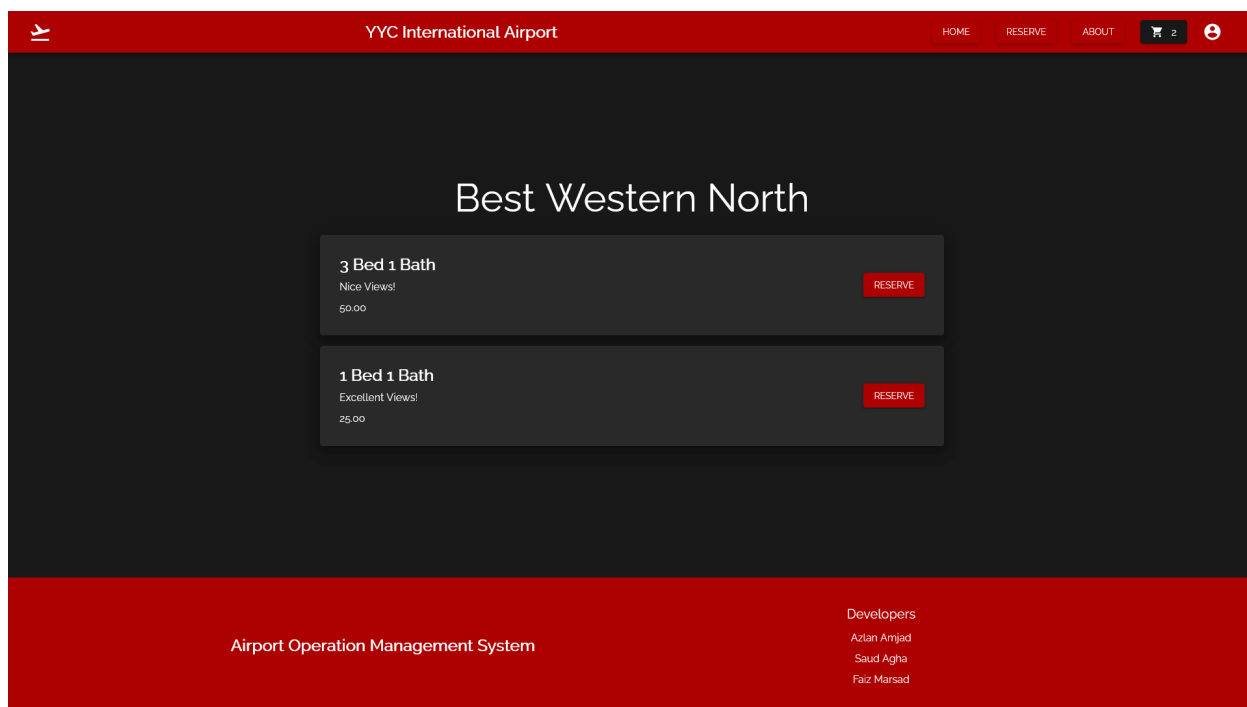 YYC International Airport
HOME
RESERVE
ABOUT
2
Best Western North
3 Bed 1 Bath
Nice Views!
50.00
RESERVE
1 Bed 1 Bath
Excellent Views!
25.00
RESERVE
Airport Operation Management System
Developers
Azlan Amjad
Saud Agha
Faiz Marsad